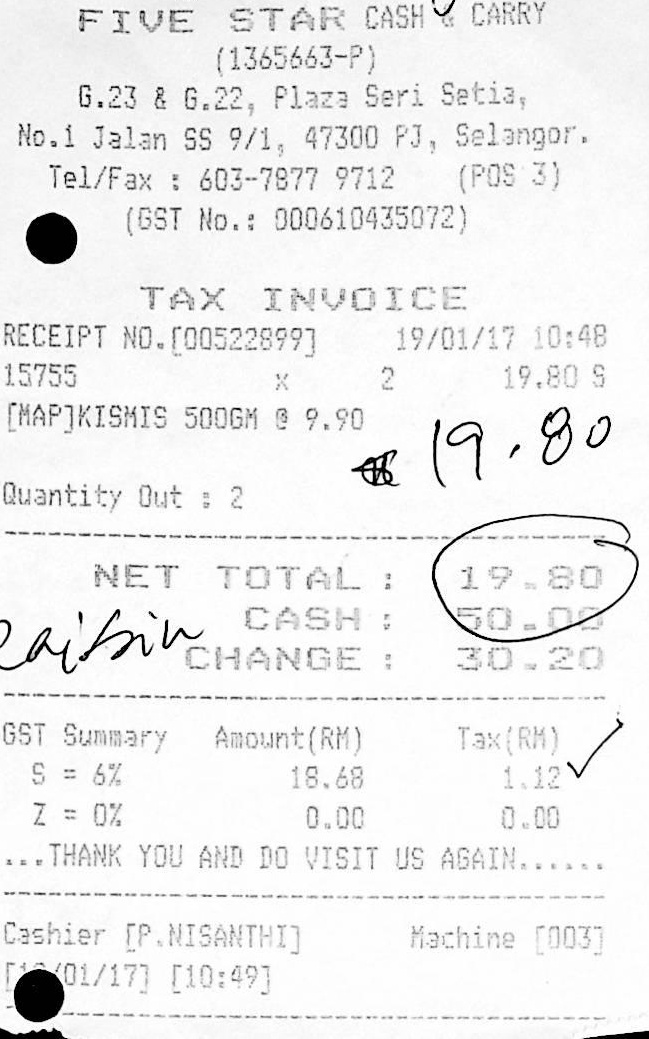 FIVE STAR CASH & CARRY
(1365663-P)
G.23 & G.22, Plaza Seri Setia,
No.1 Jalan SS 9/1, 47300 PJ, Selangor.
Tel/Fax : 603-7877 9712 (POS 3)
(GST No.: 000610435072)
TAX INVOICE
RECEIPT NO.[00522899] 19/01/17 10:48
15755 x 2 19.80 S
[MAP]KISMIS 500GM @ 9.90
19.80
Quantity Out : 2
NET TOTAL : 19.80
CASH : 50.00
CHANGE : 30.20
GST Summary Amount(RM) Tax(RM)
S = 6% 18.68 1.12
Z = 0% 0.00 0.00
...THANK YOU AND DO VISIT US AGAIN......
Cashier [P.NISANTHI] Machine [003]
/01/17] [10:49]